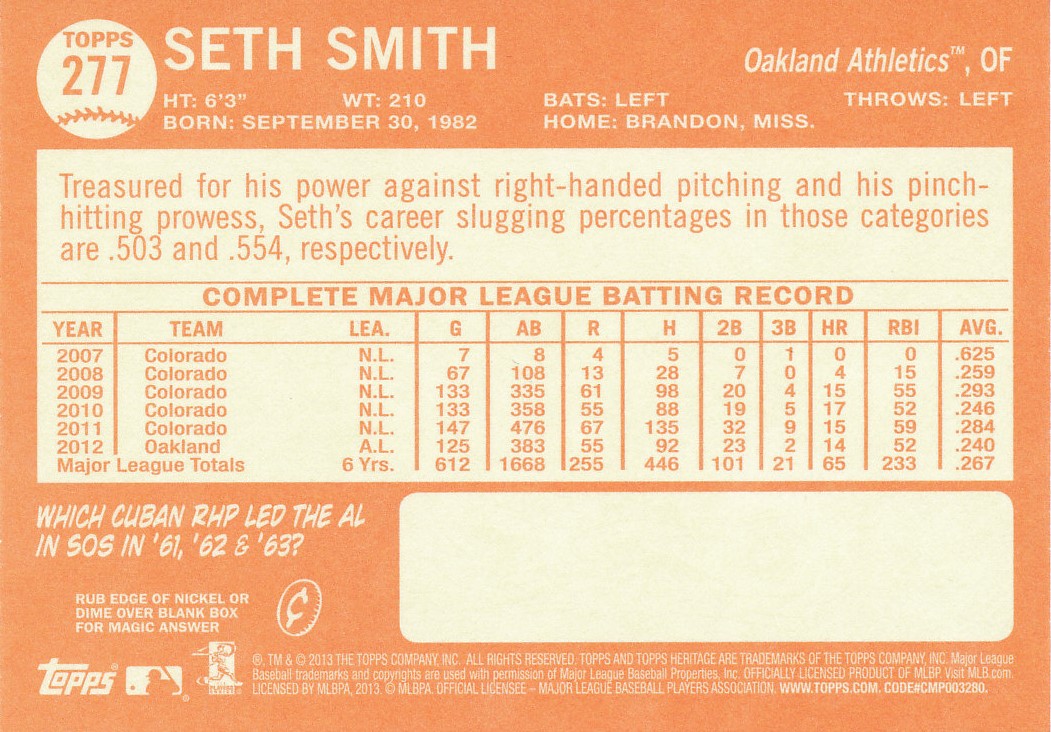 TOPPS
277
SETH SMITH
Oakland Athletics™, OF
HT: 6'3" WT: 210 BATS: LEFT THROWS: LEFT
BORN: SEPTEMBER 30, 1982 HOME: BRANDON, MISS.
Treasured for his power against right-handed pitching and his pinch-
hitting prowess, Seth's career slugging percentages in those categories
are .503 and .554, respectively.
COMPLETE MAJOR LEAGUE BATTING RECORD
YEAR TEAM LEA. G AB R H 2B 3B HR RBI AVG.
2007 Colorado N.L. 7 8 4 5 0 1 0 0 .625
2008 Colorado N.L. 67 108 13 28 7 0 4 15 .259
2009 Colorado N.L. 133 335 61 98 20 4 15 55 .293
2010 Colorado N.L. 133 358 55 88 19 5 17 52 .246
2011 Colorado N.L. 147 476 67 135 32 9 15 59 .284
2012 Oakland A.L. 125 383 55 92 23 2 14 52 .240
Major League Totals 6 Yrs. 612 1668 255 446 101 21 65 233 .267
WHICH CUBAN RHP LED THE AL
IN SOS IN '61, '62 & '63?
RUB EDGE OF NICKEL OR
DIME OVER BLANK BOX
FOR MAGIC ANSWER
¢
Topps®
®
®, TM & © 2013 THE TOPPS COMPANY, INC. ALL RIGHTS RESERVED. TOPPS AND TOPPS HERITAGE ARE TRADEMARKS OF THE TOPPS COMPANY, INC. Major League
Baseball trademarks and copyrights are used with permission of Major League Baseball Properties, Inc. OFFICIALLY LICENSED PRODUCT OF MLBP Visit MLB.com.
LICENSED BY MLBPA, 2013. © MLBPA. OFFICIAL LICENSEE – MAJOR LEAGUE BASEBALL PLAYERS ASSOCIATION. WWW.TOPPS.COM. CODE#CMP003280.